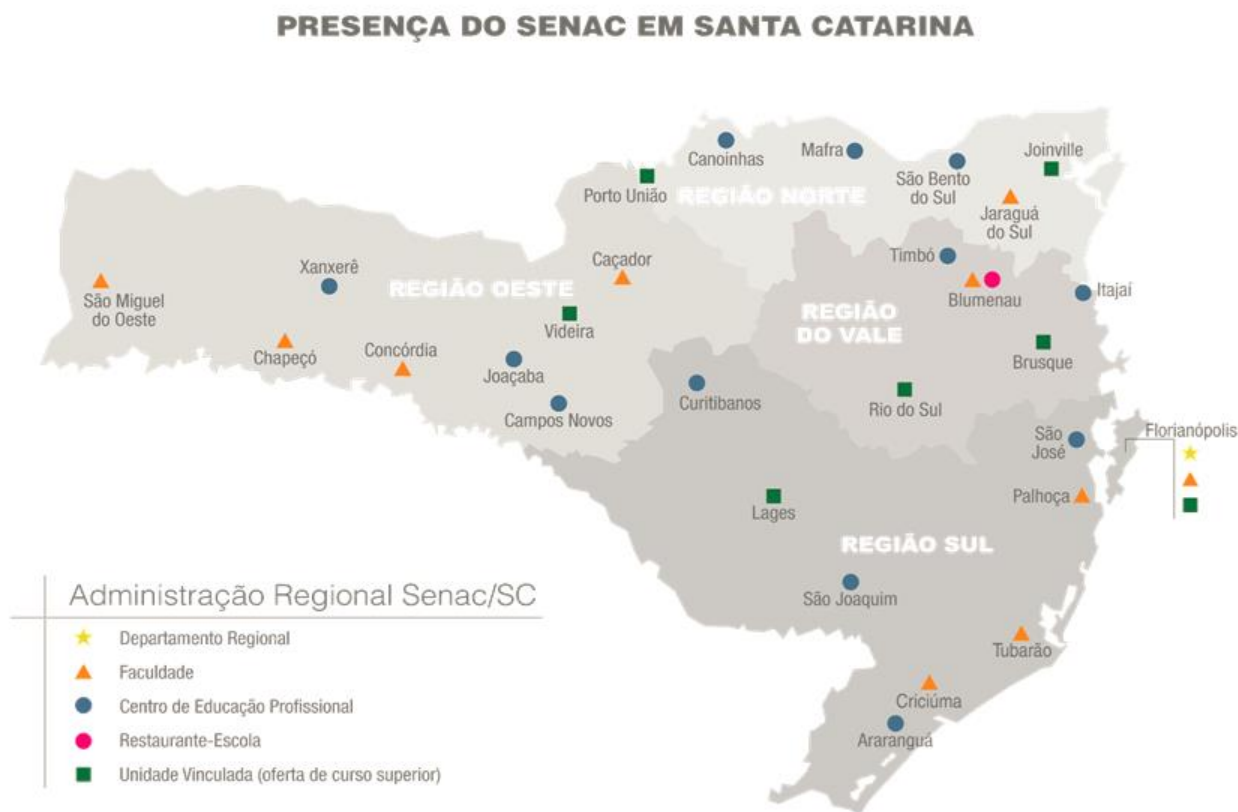 PRESENÇA DO SENAC EM SANTA CATARINA
Canoinhas
Mafra
Joinville
São Bento
do Sul
Porto União
REGIÃO NORTE
Jaraguá
do Sul
Timbó
Caçador
Xanxerê
REGIÃO OESTE
São Miguel
do Oeste
Blumenau
Itajaí
REGIÃO
DO VALE
Videira
Chapeçó
Concórdia
Joaçaba
Brusque
Curitibanos
Rio do Sul
Campos Novos
São
José
Florianópolis
Palhoça
Lages
REGIÃO SUL
São Joaquim
Tubarão
Criciúma
Araranguá
Administração Regional Senac/SC
Departamento Regional
Faculdade
Centro de Educação Profissional
Restaurante-Escola
Unidade Vinculada (oferta de curso superior)